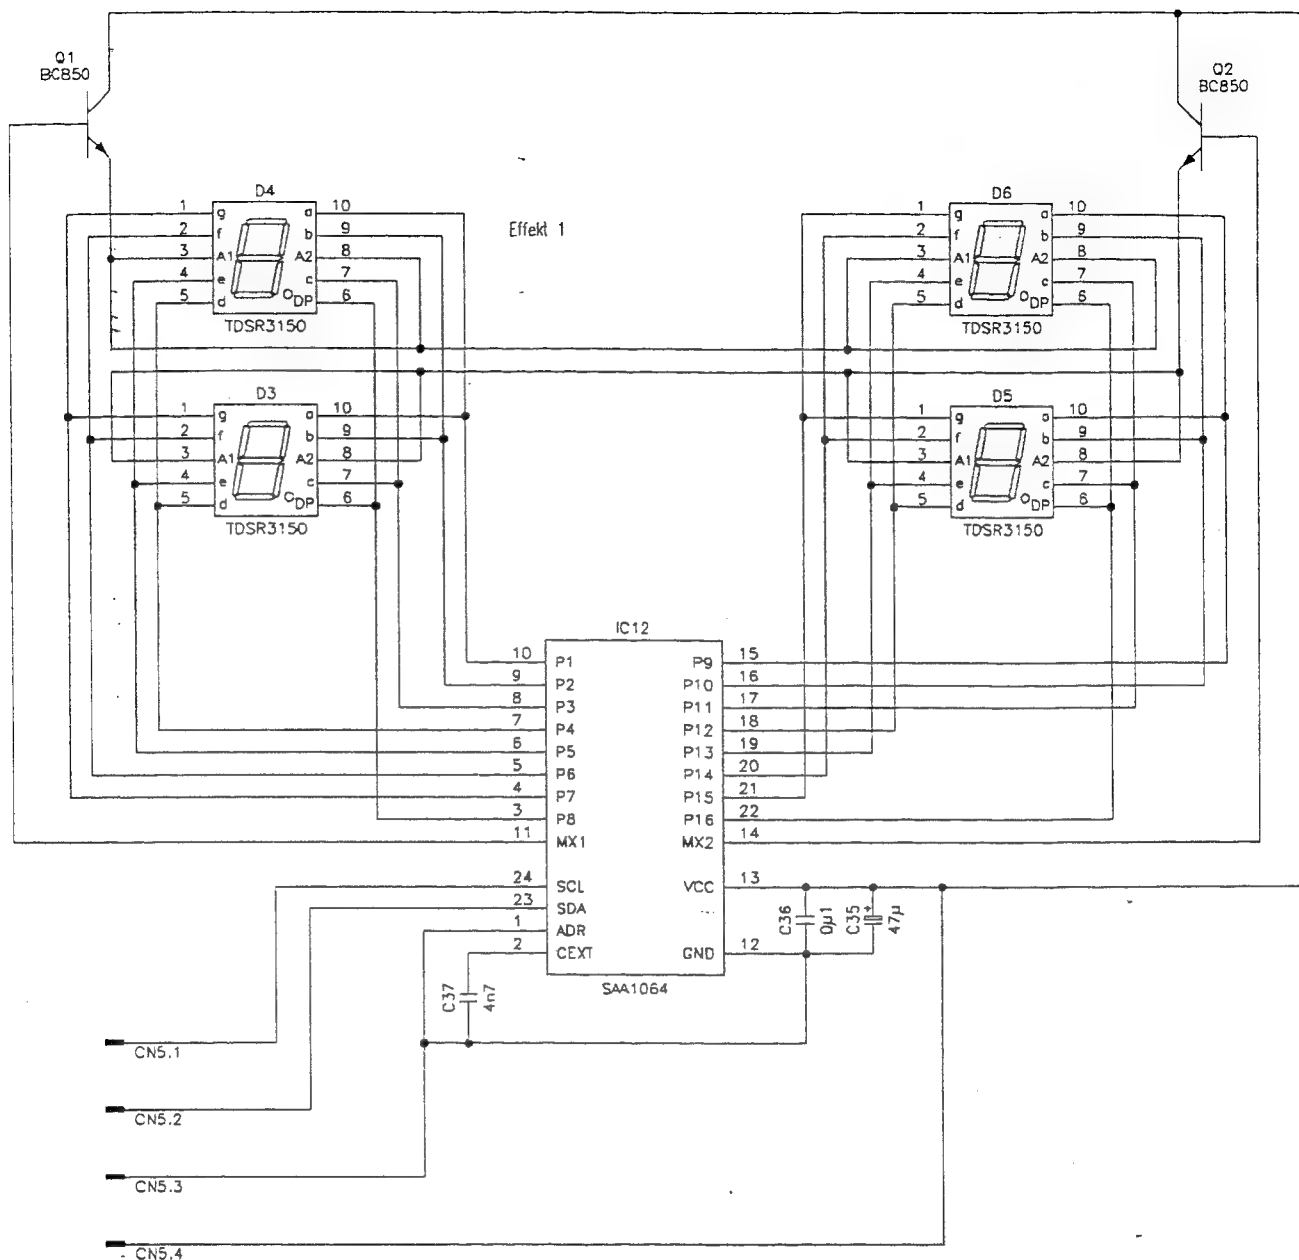 Q1
BC850
Q2
BC850
D4
1 g a 10
2 f b 9
3 A1 A2 8
4 e c 7
5 d DP 6
TDSR3150
Effekt 1
D6
1 g a 10
2 f b 9
3 A1 A2 8
4 e c 7
5 d DP 6
TDSR3150
D3
1 g a 10
2 f b 9
3 A1 A2 8
4 e c 7
5 d DP 6
TDSR3150
D5
1 g a 10
2 f b 9
3 A1 A2 8
4 e c 7
5 d DP 6
TDSR3150
IC12
10 P1 P9 15
9 P2 P10 16
8 P3 P11 17
7 P4 P12 18
6 P5 P13 19
5 P6 P14 20
4 P7 P15 21
3 P8 P16 22
11 MX1 MX2 14
24 SCL VCC 13
23 SDA
1 ADR
2 CEXT GND 12
SAA1064
C36
0µ1
C35
+
47µ
C37
4n7
CN5.1
CN5.2
CN5.3
CN5.4